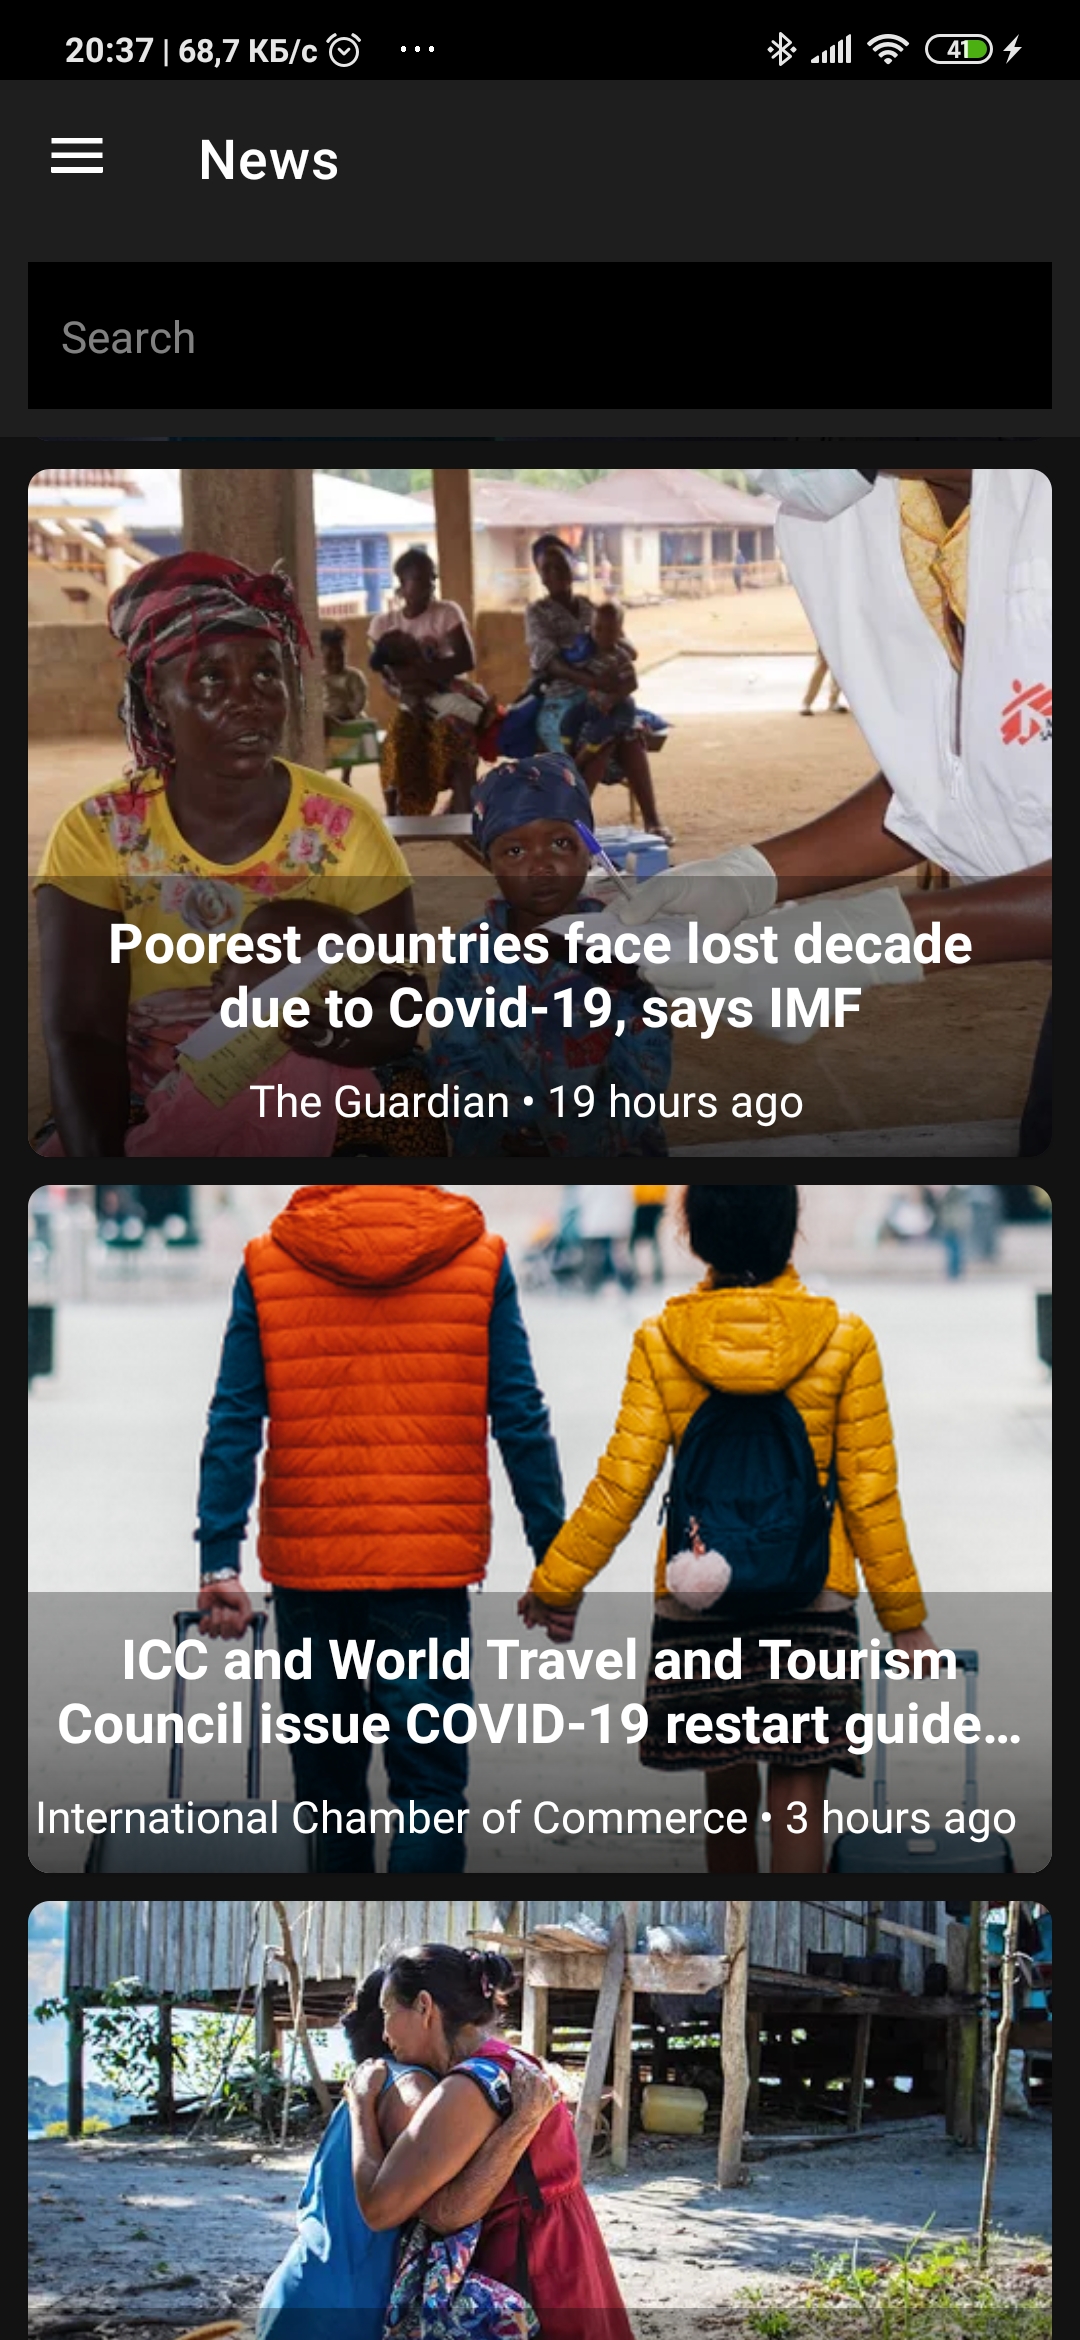 20:37 | 68,7 КБ/с ...
41
News
Search
Poorest countries face lost decade
due to Covid-19, says IMF
The Guardian • 19 hours ago
ICC and World Travel and Tourism
Council issue COVID-19 restart guide...
International Chamber of Commerce • 3 hours ago